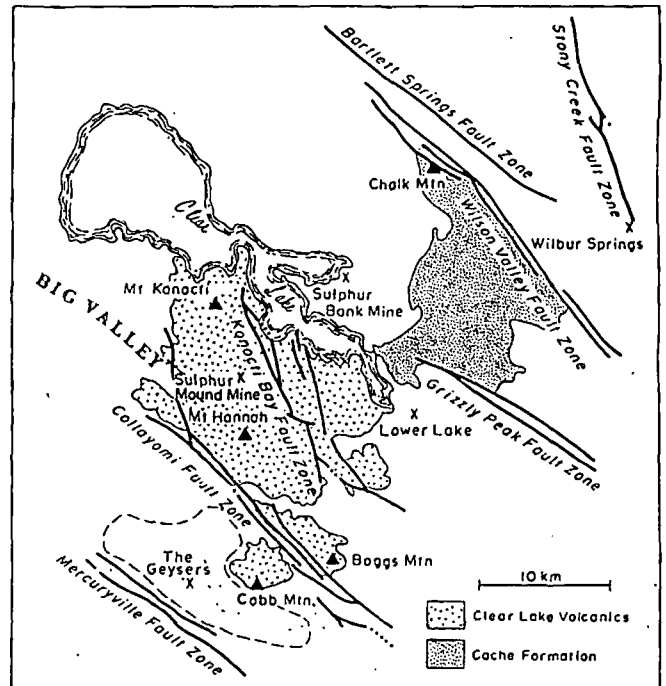 Bartlett Springs Fault Zone
Stony Creek Fault Zone
Chalk Mtn.
Wilson Valley Fault Zone
Wilbur Springs
Clear
Lake
BIG VALLEY
Mt Konocti
Sulphur
Bank Mine
Konocti Bay Fault Zone
Sulphur X
Mound Mine
Mt Hannah
X
Lower Lake
Grizzly Peak Fault Zone
Collayomi Fault Zone
The
Geysers
X
Boggs Mtn
Cobb Mtn.
Mercuryville Fault Zone
10 km
Clear Lake Volcanics
Cache Formation